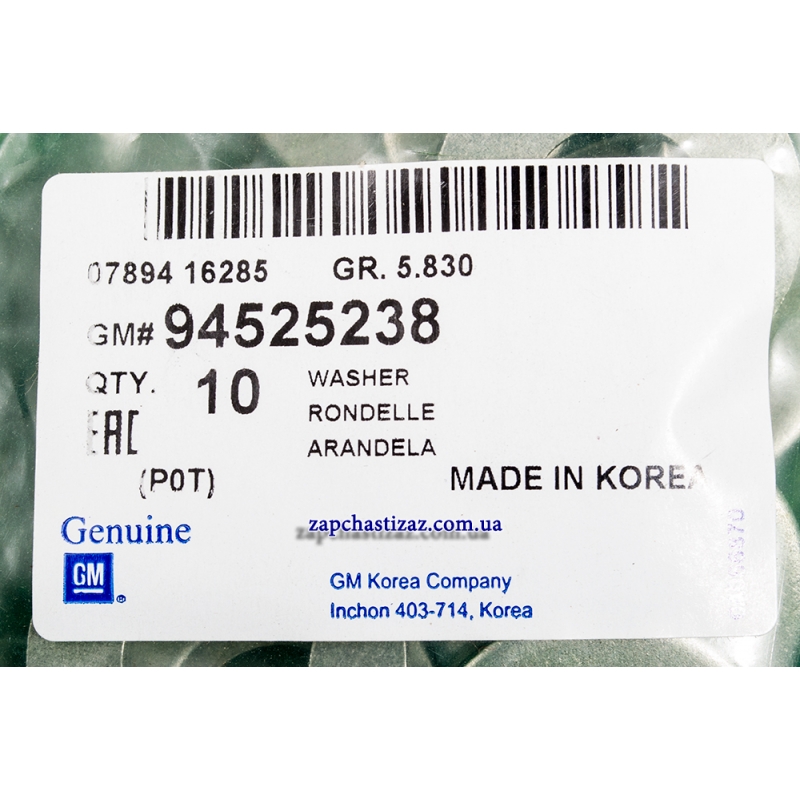 07894 16285 GR. 5.830
GM# 94525238
QTY. 10 WASHER
RONDELLE
EAC ARANDELA
(P0T) MADE IN KOREA
Genuine zapchastizaz.com.ua
GM®
GM Korea Company
Inchon 403-714, Korea